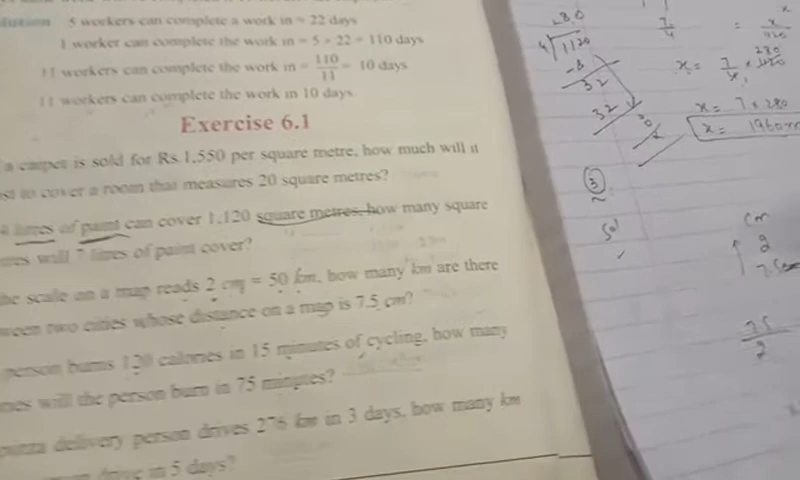 5 workers can complete a work in = 22 days
1 worker can complete the work in = 5 × 22 = 110 days
11 workers can complete the work in = 110/11 = 10 days
11 workers can complete the work in 10 days
Exercise 6.1
a carpet is sold for Rs.1,550 per square metre, how much will it
to cover a room that measures 20 square metres?
litres of paint can cover 1,120 square metres, how many square
will 7 litres of paint cover?
scale on a map reads 2 cm = 50 km, how many km are there
two cities whose distance on a map is 7.5 cm?
person burns 120 calories in 15 minutes of cycling, how many
will the person burn in 75 minutes?
pizza delivery person drives 276 km in 3 days, how many km
in 5 days?
280
4 1120
-8
32
32
0
7/4 = x/
x = 7/ × 280
x = 7 × 280
x = 1960
3
Sol
cm
2
75
2